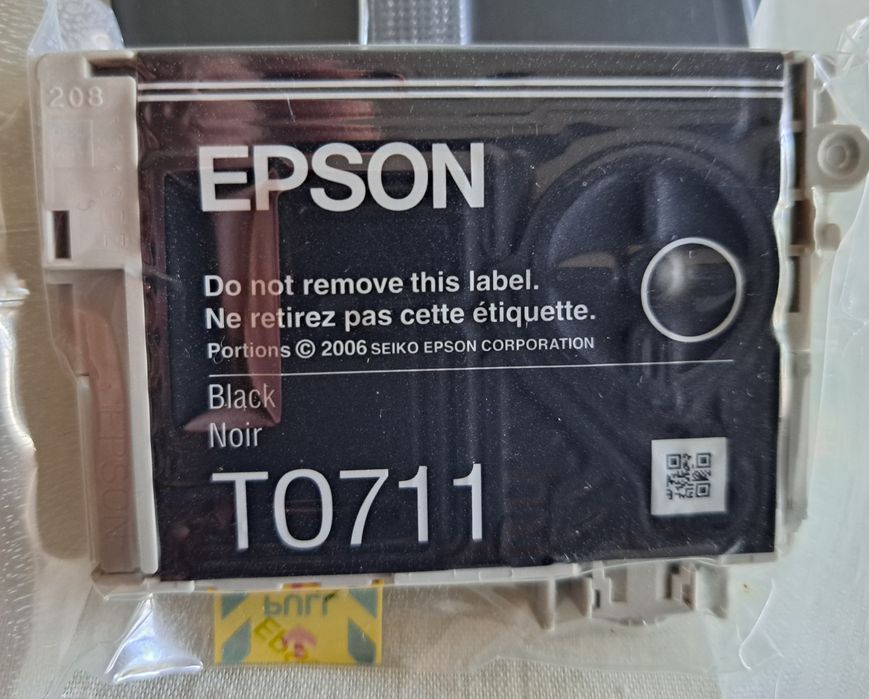 208
EPSON
Do not remove this label.
Ne retirez pas cette étiquette.
Portions © 2006 SEIKO EPSON CORPORATION
Black
Noir
T0711
PULL
EPSON